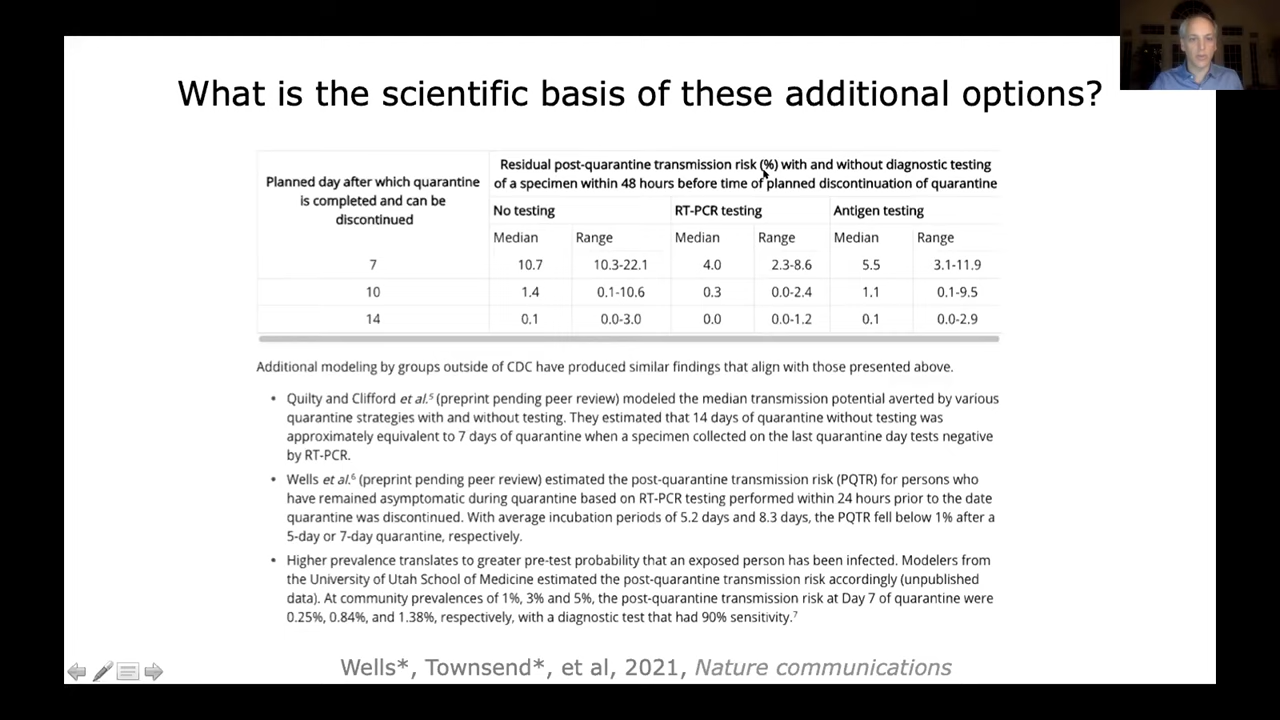 What is the scientific basis of these additional options?
Planned day after which quarantine is completed and can be discontinued
Residual post-quarantine transmission risk (%) with and without diagnostic testing
of a specimen within 48 hours before time of planned discontinuation of quarantine
No testing RT-PCR testing Antigen testing
Median Range Median Range Median Range
7 10.7 10.3-22.1 4.0 2.3-8.6 5.5 3.1-11.9
10 1.4 0.1-10.6 0.3 0.0-2.4 1.1 0.1-9.5
14 0.1 0.0-3.0 0.0 0.0-1.2 0.1 0.0-2.9
Additional modeling by groups outside of CDC have produced similar findings that align with those presented above.
• Quilty and Clifford et al.⁵ (preprint pending peer review) modeled the median transmission potential averted by various
quarantine strategies with and without testing. They estimated that 14 days of quarantine without testing was
approximately equivalent to 7 days of quarantine when a specimen collected on the last quarantine day tests negative
by RT-PCR.
• Wells et al.⁶ (preprint pending peer review) estimated the post-quarantine transmission risk (PQTR) for persons who
have remained asymptomatic during quarantine based on RT-PCR testing performed within 24 hours prior to the date
quarantine was discontinued. With average incubation periods of 5.2 days and 8.3 days, the PQTR fell below 1% after a
5-day or 7-day quarantine, respectively.
• Higher prevalence translates to greater pre-test probability that an exposed person has been infected. Modelers from
the University of Utah School of Medicine estimated the post-quarantine transmission risk accordingly (unpublished
data). At community prevalences of 1%, 3% and 5%, the post-quarantine transmission risk at Day 7 of quarantine were
0.25%, 0.84%, and 1.38%, respectively, with a diagnostic test that had 90% sensitivity.⁷
Wells*, Townsend*, et al, 2021, Nature communications